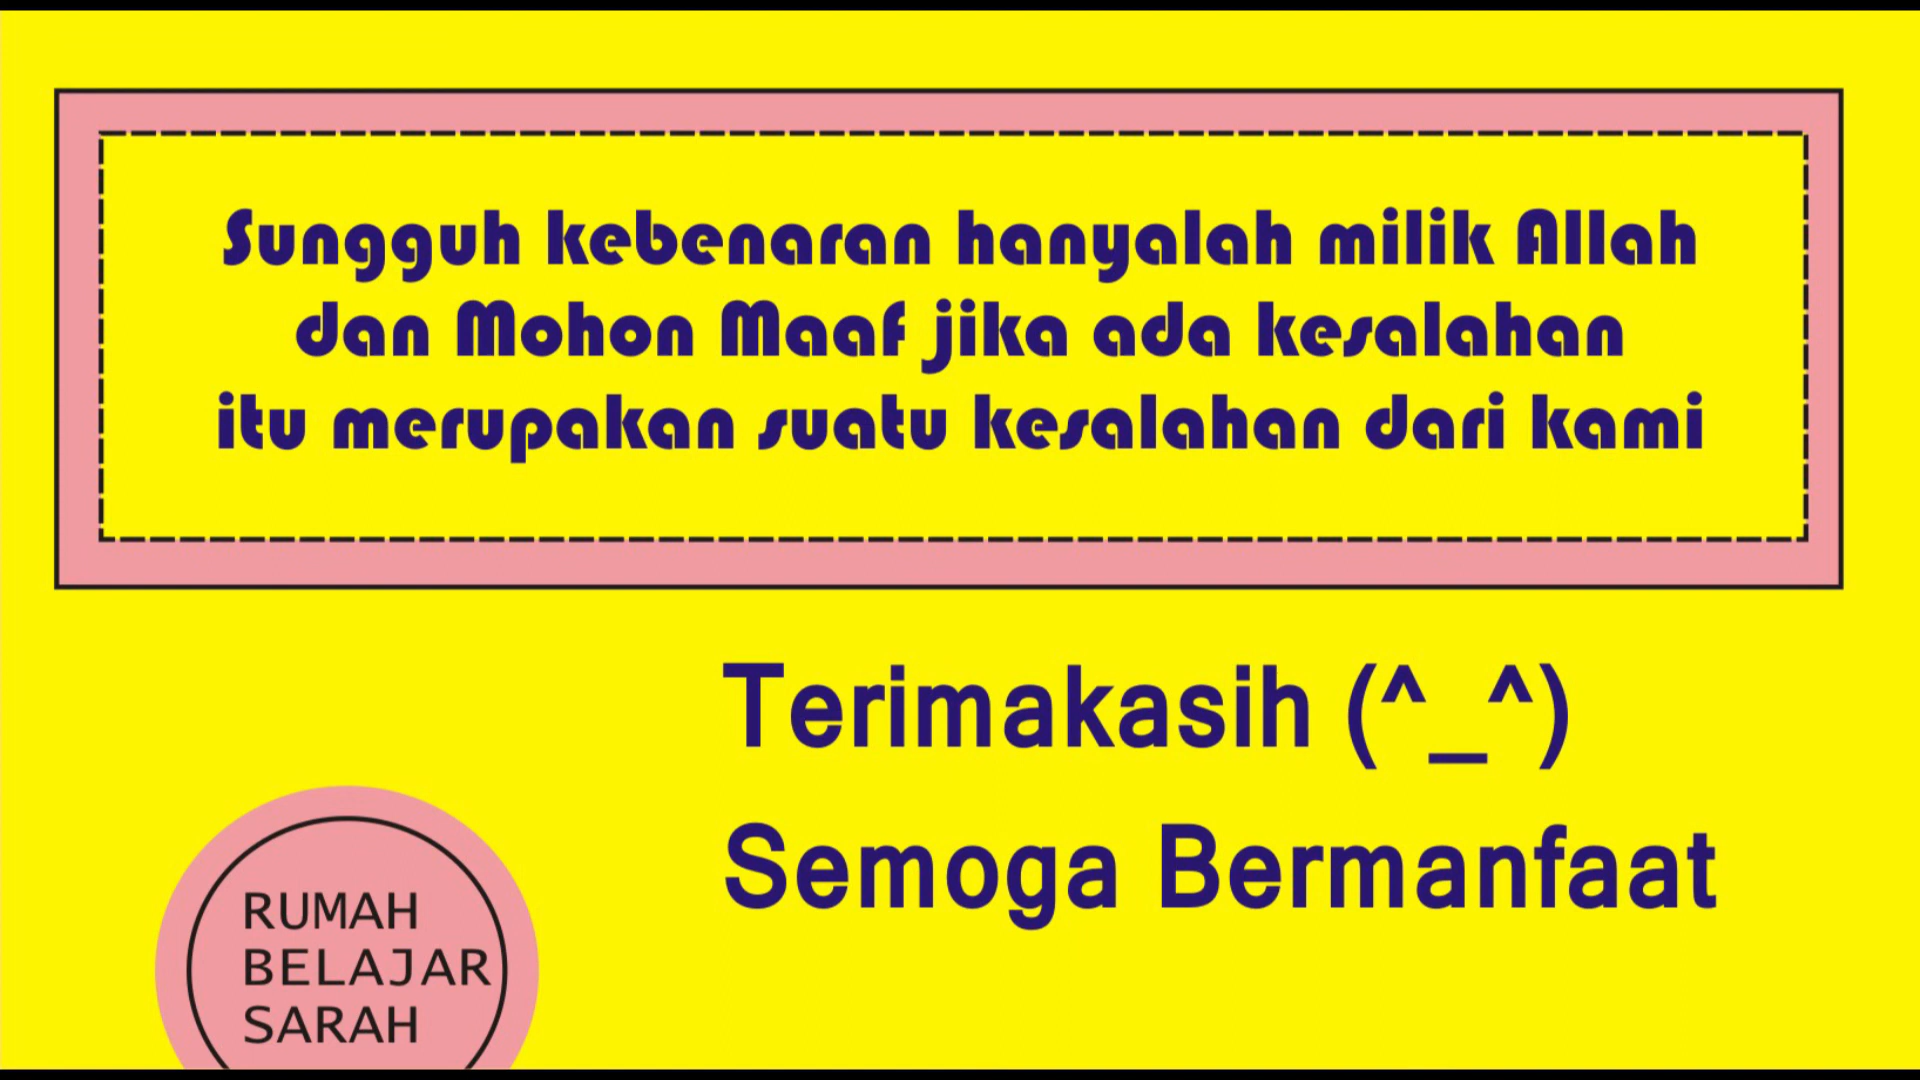 Sungguh kebenaran hanyalah milik Allah
dan Mohon Maaf jika ada kesalahan
itu merupakan suatu kesalahan dari kami
Terimakasih (^_^)
Semoga Bermanfaat
RUMAH
BELAJAR
SARAH